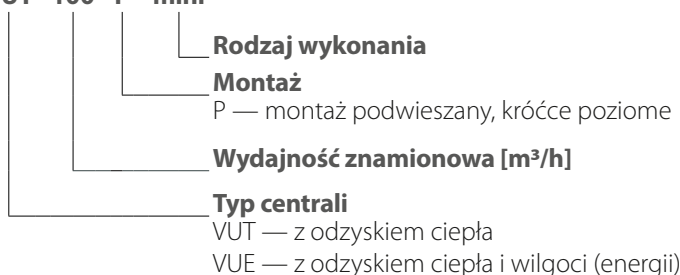 Rodzaj wykonania
Montaż
P — montaż podwieszany, króćce poziome
Wydajność znamionowa [m³/h]
Typ centrali
VUT — z odzyskiem ciepła
VUE — z odzyskiem ciepła i wilgoci (energii)